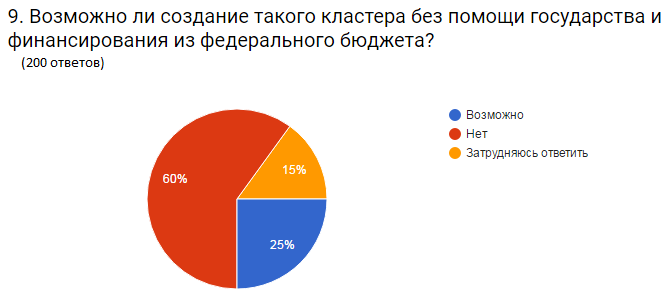 9. Возможно ли создание такого кластера без помощи государства и
финансирования из федерального бюджета?
(200 ответов)
Возможно
Нет
Затрудняюсь ответить
60%
15%
25%